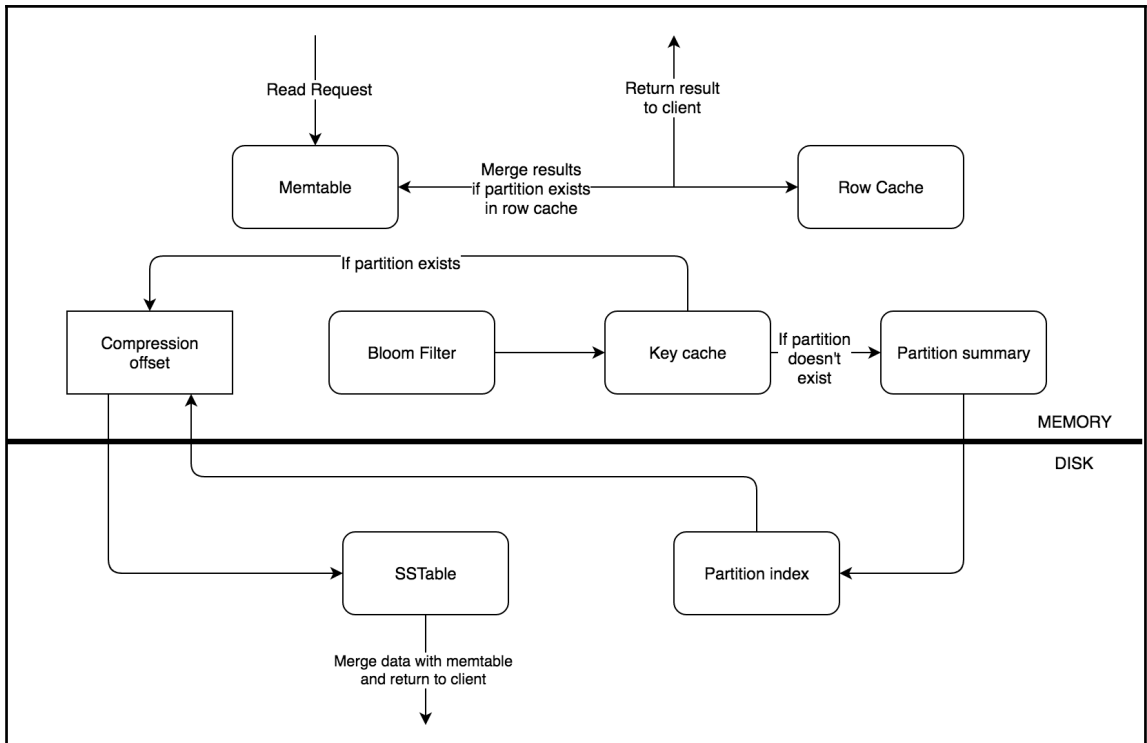 Read Request
Return result
to client
Memtable
Merge results
if partition exists
in row cache
Row Cache
If partition exists
Compression
offset
Bloom Filter
Key cache
If partition
doesn't
exist
Partition summary
MEMORY
DISK
SSTable
Partition index
Merge data with memtable
and return to client